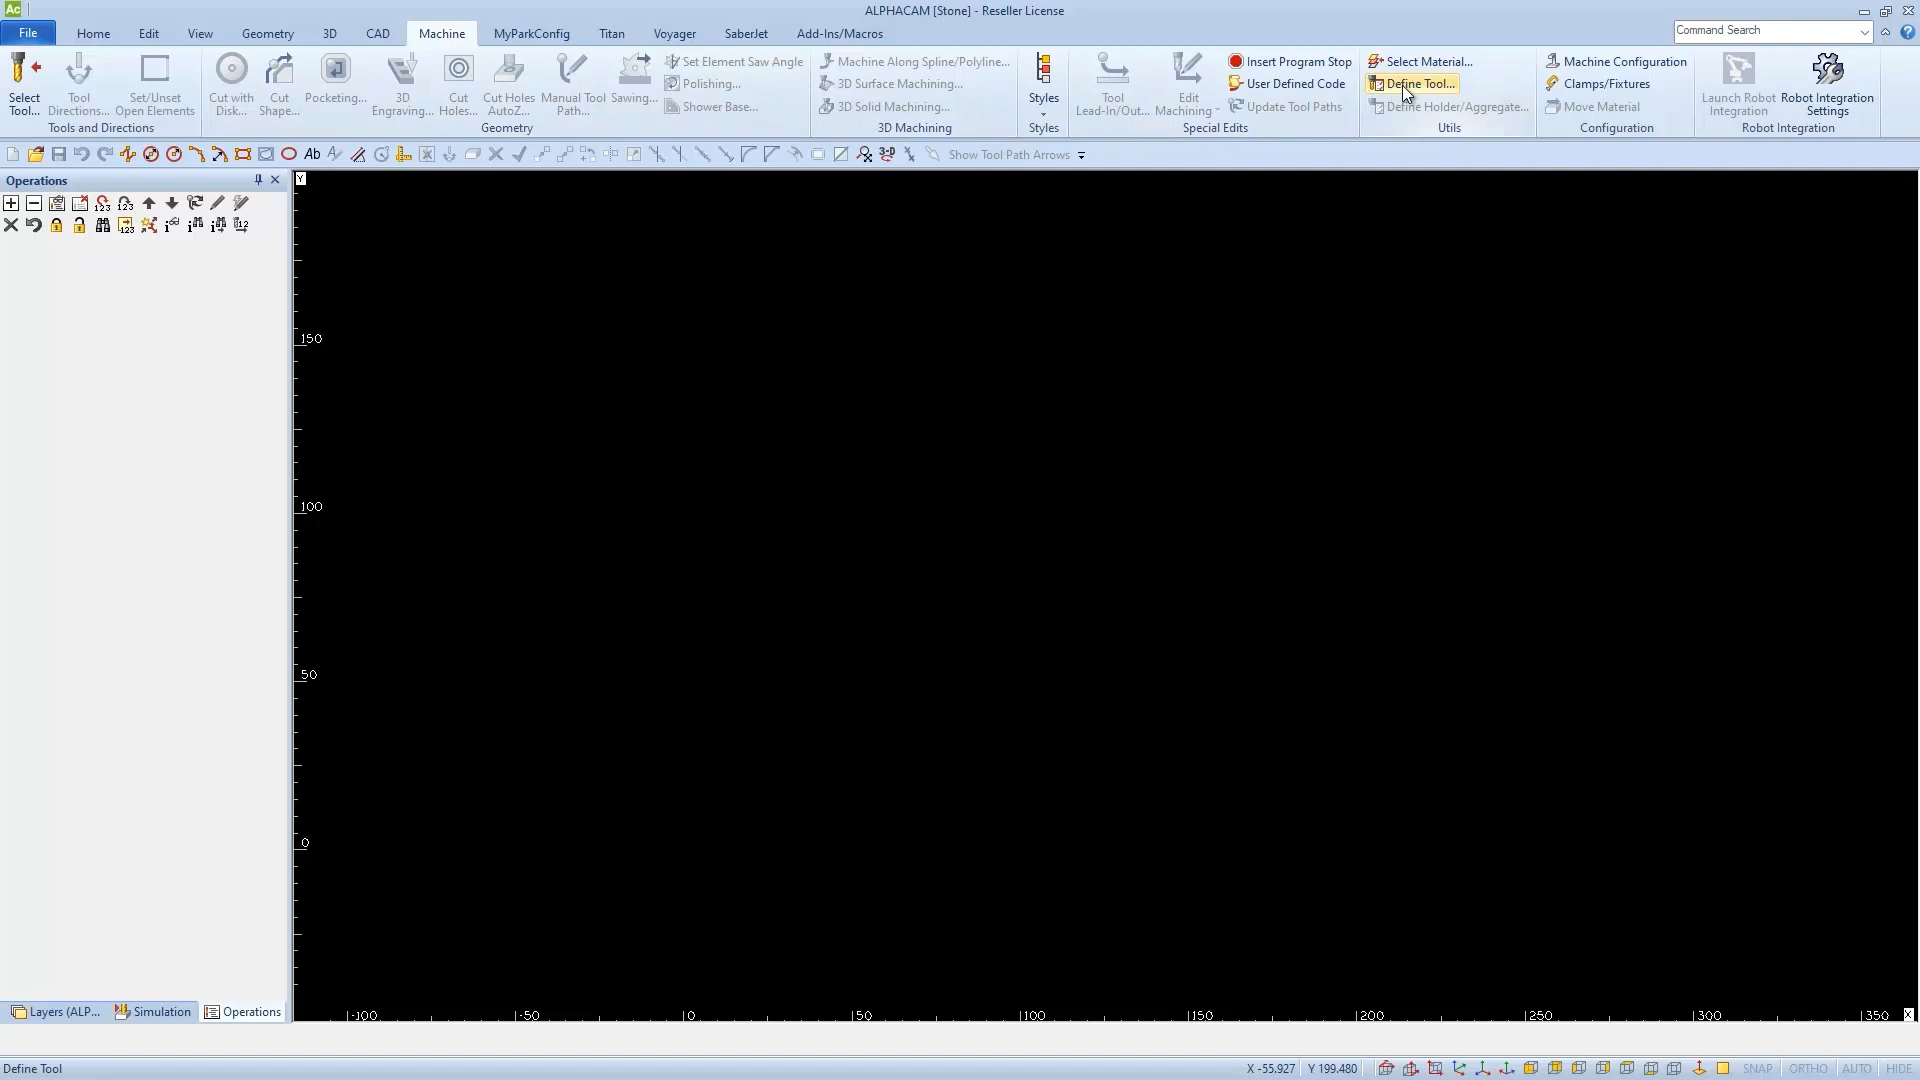 Ac
ALPHACAM [Stone] - Reseller License
File
Home
Edit
View
Geometry
3D
CAD
Machine
MyParkConfig
Titan
Voyager
SaberJet
Add-Ins/Macros
Command Search
Select Tool...
Tool Directions...
Set/Unset Open Elements
Tools and Directions
Cut with Disk...
Cut Shape...
Pocketing...
3D Engraving...
Cut Holes...
Cut Holes AutoZ...
Manual Tool Path...
Sawing...
Set Element Saw Angle
Polishing...
Shower Base...
Geometry
Machine Along Spline/Polyline...
3D Surface Machining...
3D Solid Machining...
3D Machining
Styles
Styles
Tool Lead-In/Out...
Edit Machining
Insert Program Stop
User Defined Code
Update Tool Paths
Special Edits
Select Material...
Define Tool...
Define Holder/Aggregate...
Utils
Machine Configuration
Clamps/Fixtures
Move Material
Configuration
Launch Robot Integration
Robot Integration Settings
Robot Integration
Ab
3-D
Show Tool Path Arrows
Operations
Y
150
100
50
0
-100
-50
0
50
100
150
200
250
300
350
X
Layers (ALP...
Simulation
Operations
Define Tool
X -55.927
Y 199.480
SNAP
ORTHO
AUTO
HIDE